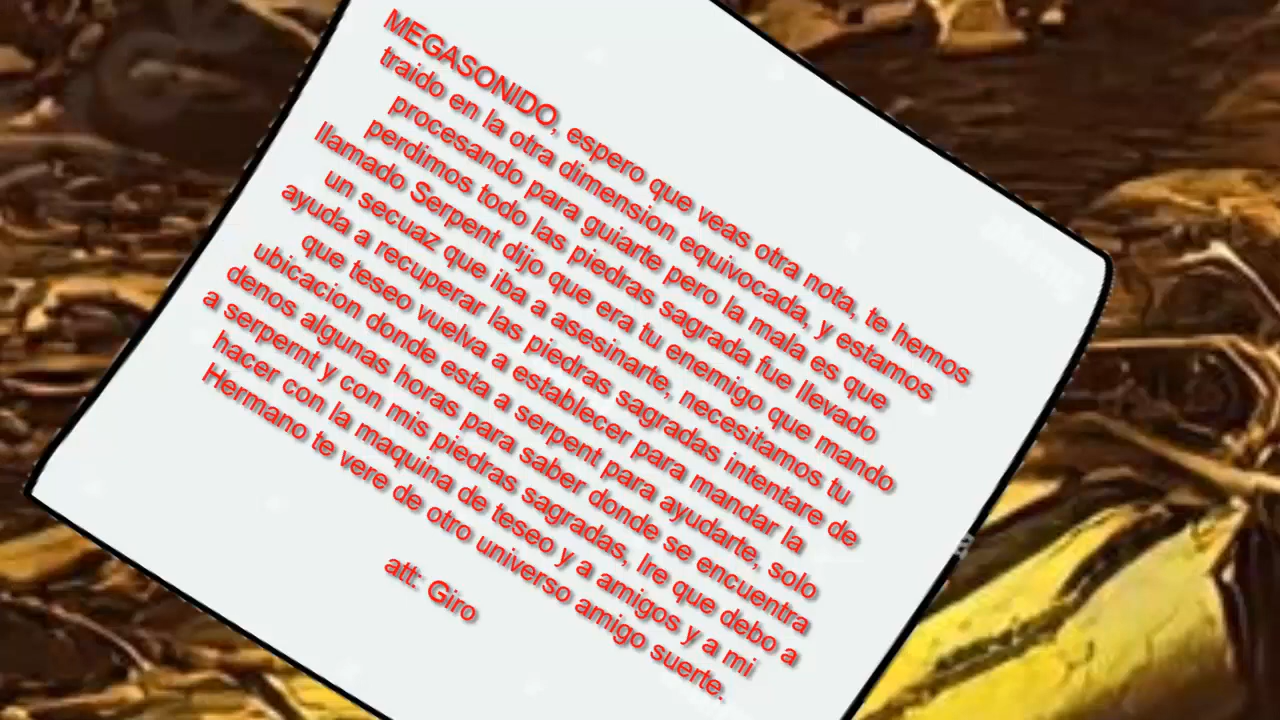 MEGASONIDO, espero que veas otra nota, te hemos
traido en la otra dimension equivocada, y estamos
procesando para guiarte pero la mala es que
perdimos todo las piedras sagrada fue llevado
llamado Serpent dijo que era tu enemigo que mando
un secuaz que iba a asesinarte, necesitamos tu
ayuda a recuperar las piedras sagradas intentare de
que teseo vuelva a establecer para mandar la
ubicacion donde esta a serpent para ayudarte, solo
denos algunas horas para saber donde se encuentra
a serpernt y con mis piedras sagradas, Ire que debo a
hacer con la maquina de teseo y a amigos y a mi
Hermano te vere de otro universo amigo suerte.
att: Giro